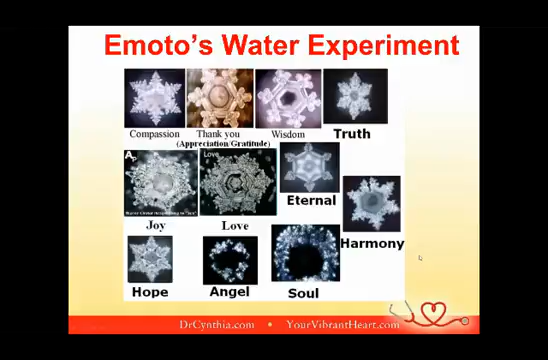 Emoto's Water Experiment
Compassion
Thank you
(Appreciation/Gratitude)
Wisdom
Truth
Love
Joy
Love
Eternal
Harmony
Hope
Angel
Soul
DrCynthia.com • YourVibrantHeart.com